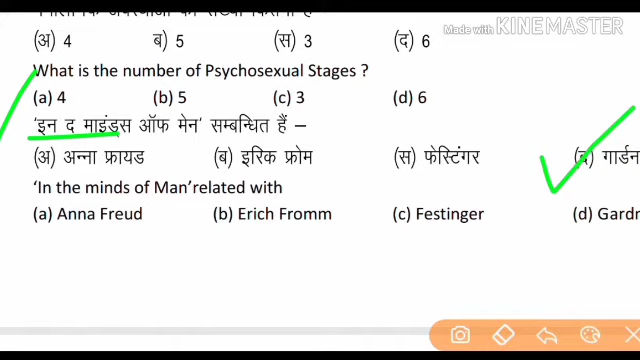 Made with KINEMASTER
(अ) 4 ब) 5 (स) 3 (द) 6
What is the number of Psychosexual Stages ?
(a) 4 (b) 5 (c) 3 (d) 6
'इन द माइंड्स ऑफ मेन' सम्बन्धित हैं –
(अ) अन्ना फ्रायड (ब) इरिक फ्रोम (स) फेस्टिंगर (द) गार्डन
'In the minds of Man'related with
(a) Anna Freud (b) Erich Fromm (c) Festinger (d) Gardn